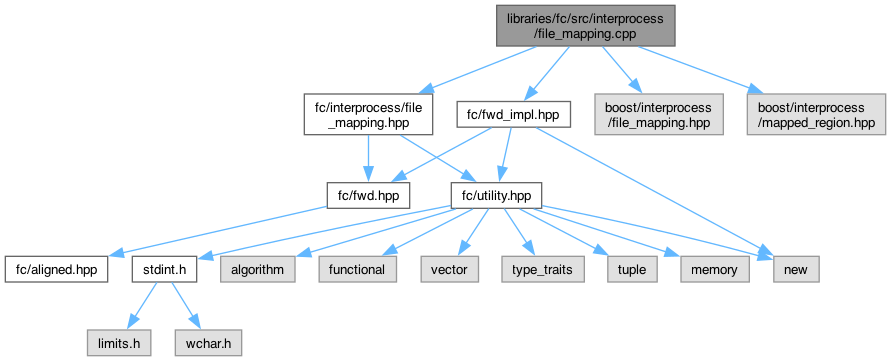 libraries/fc/src/interprocess
/file_mapping.cpp
fc/interprocess/file
_mapping.hpp
fc/fwd_impl.hpp
boost/interprocess
/file_mapping.hpp
boost/interprocess
/mapped_region.hpp
fc/fwd.hpp
fc/utility.hpp
fc/aligned.hpp
stdint.h
algorithm
functional
vector
type_traits
tuple
memory
new
limits.h
wchar.h